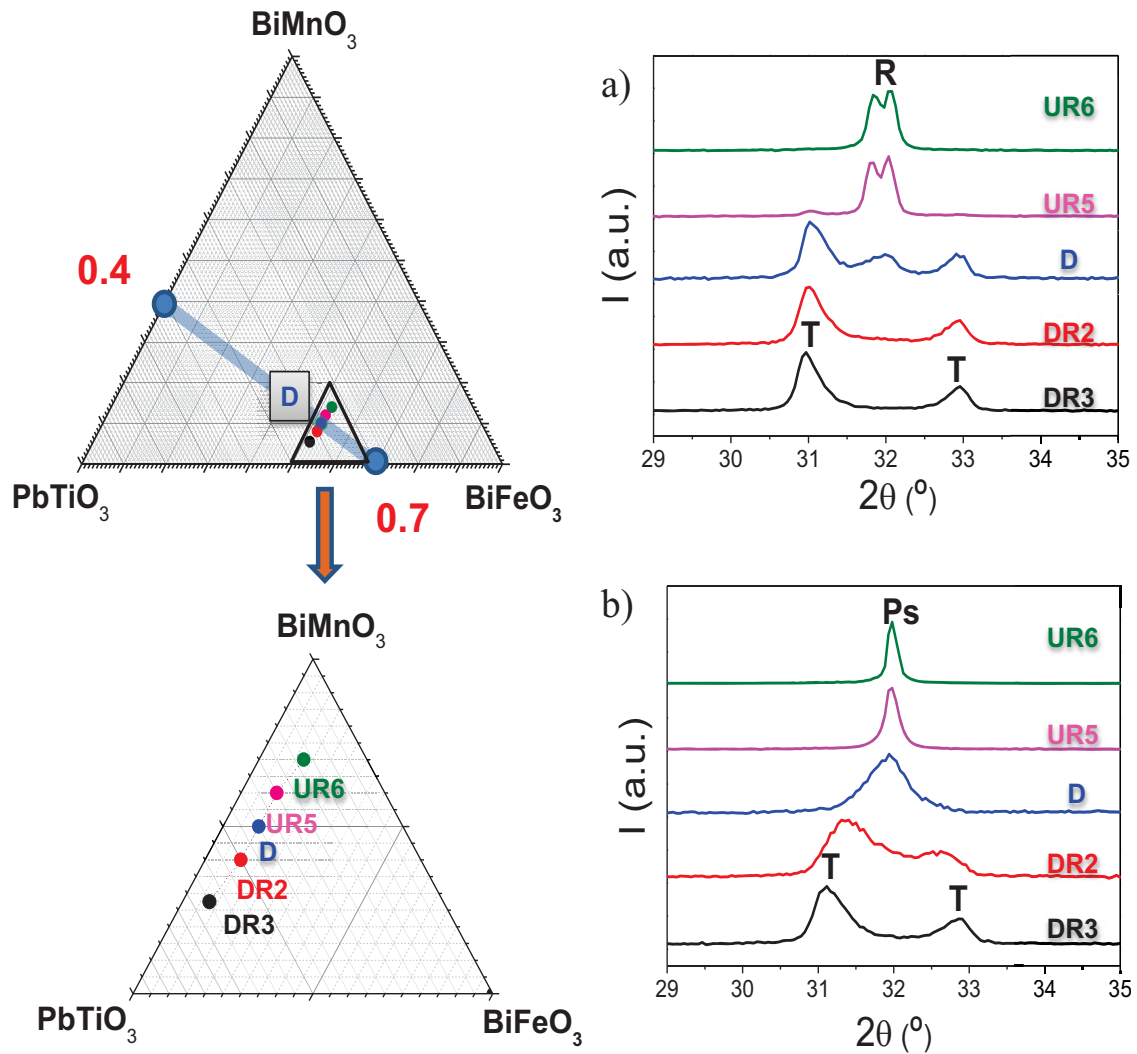 BiMnO₃
0.4
D
PbTiO₃
BiFeO₃
0.7
BiMnO₃
UR6
UR5
D
DR2
DR3
PbTiO₃
BiFeO₃
a)
R
UR6
UR5
D
DR2
T
T
DR3
I (a.u.)
29 30 31 32 33 34 35
2θ (º)
b)
Ps
UR6
UR5
D
DR2
T
T
DR3
I (a.u.)
29 30 31 32 33 34 35
2θ (º)